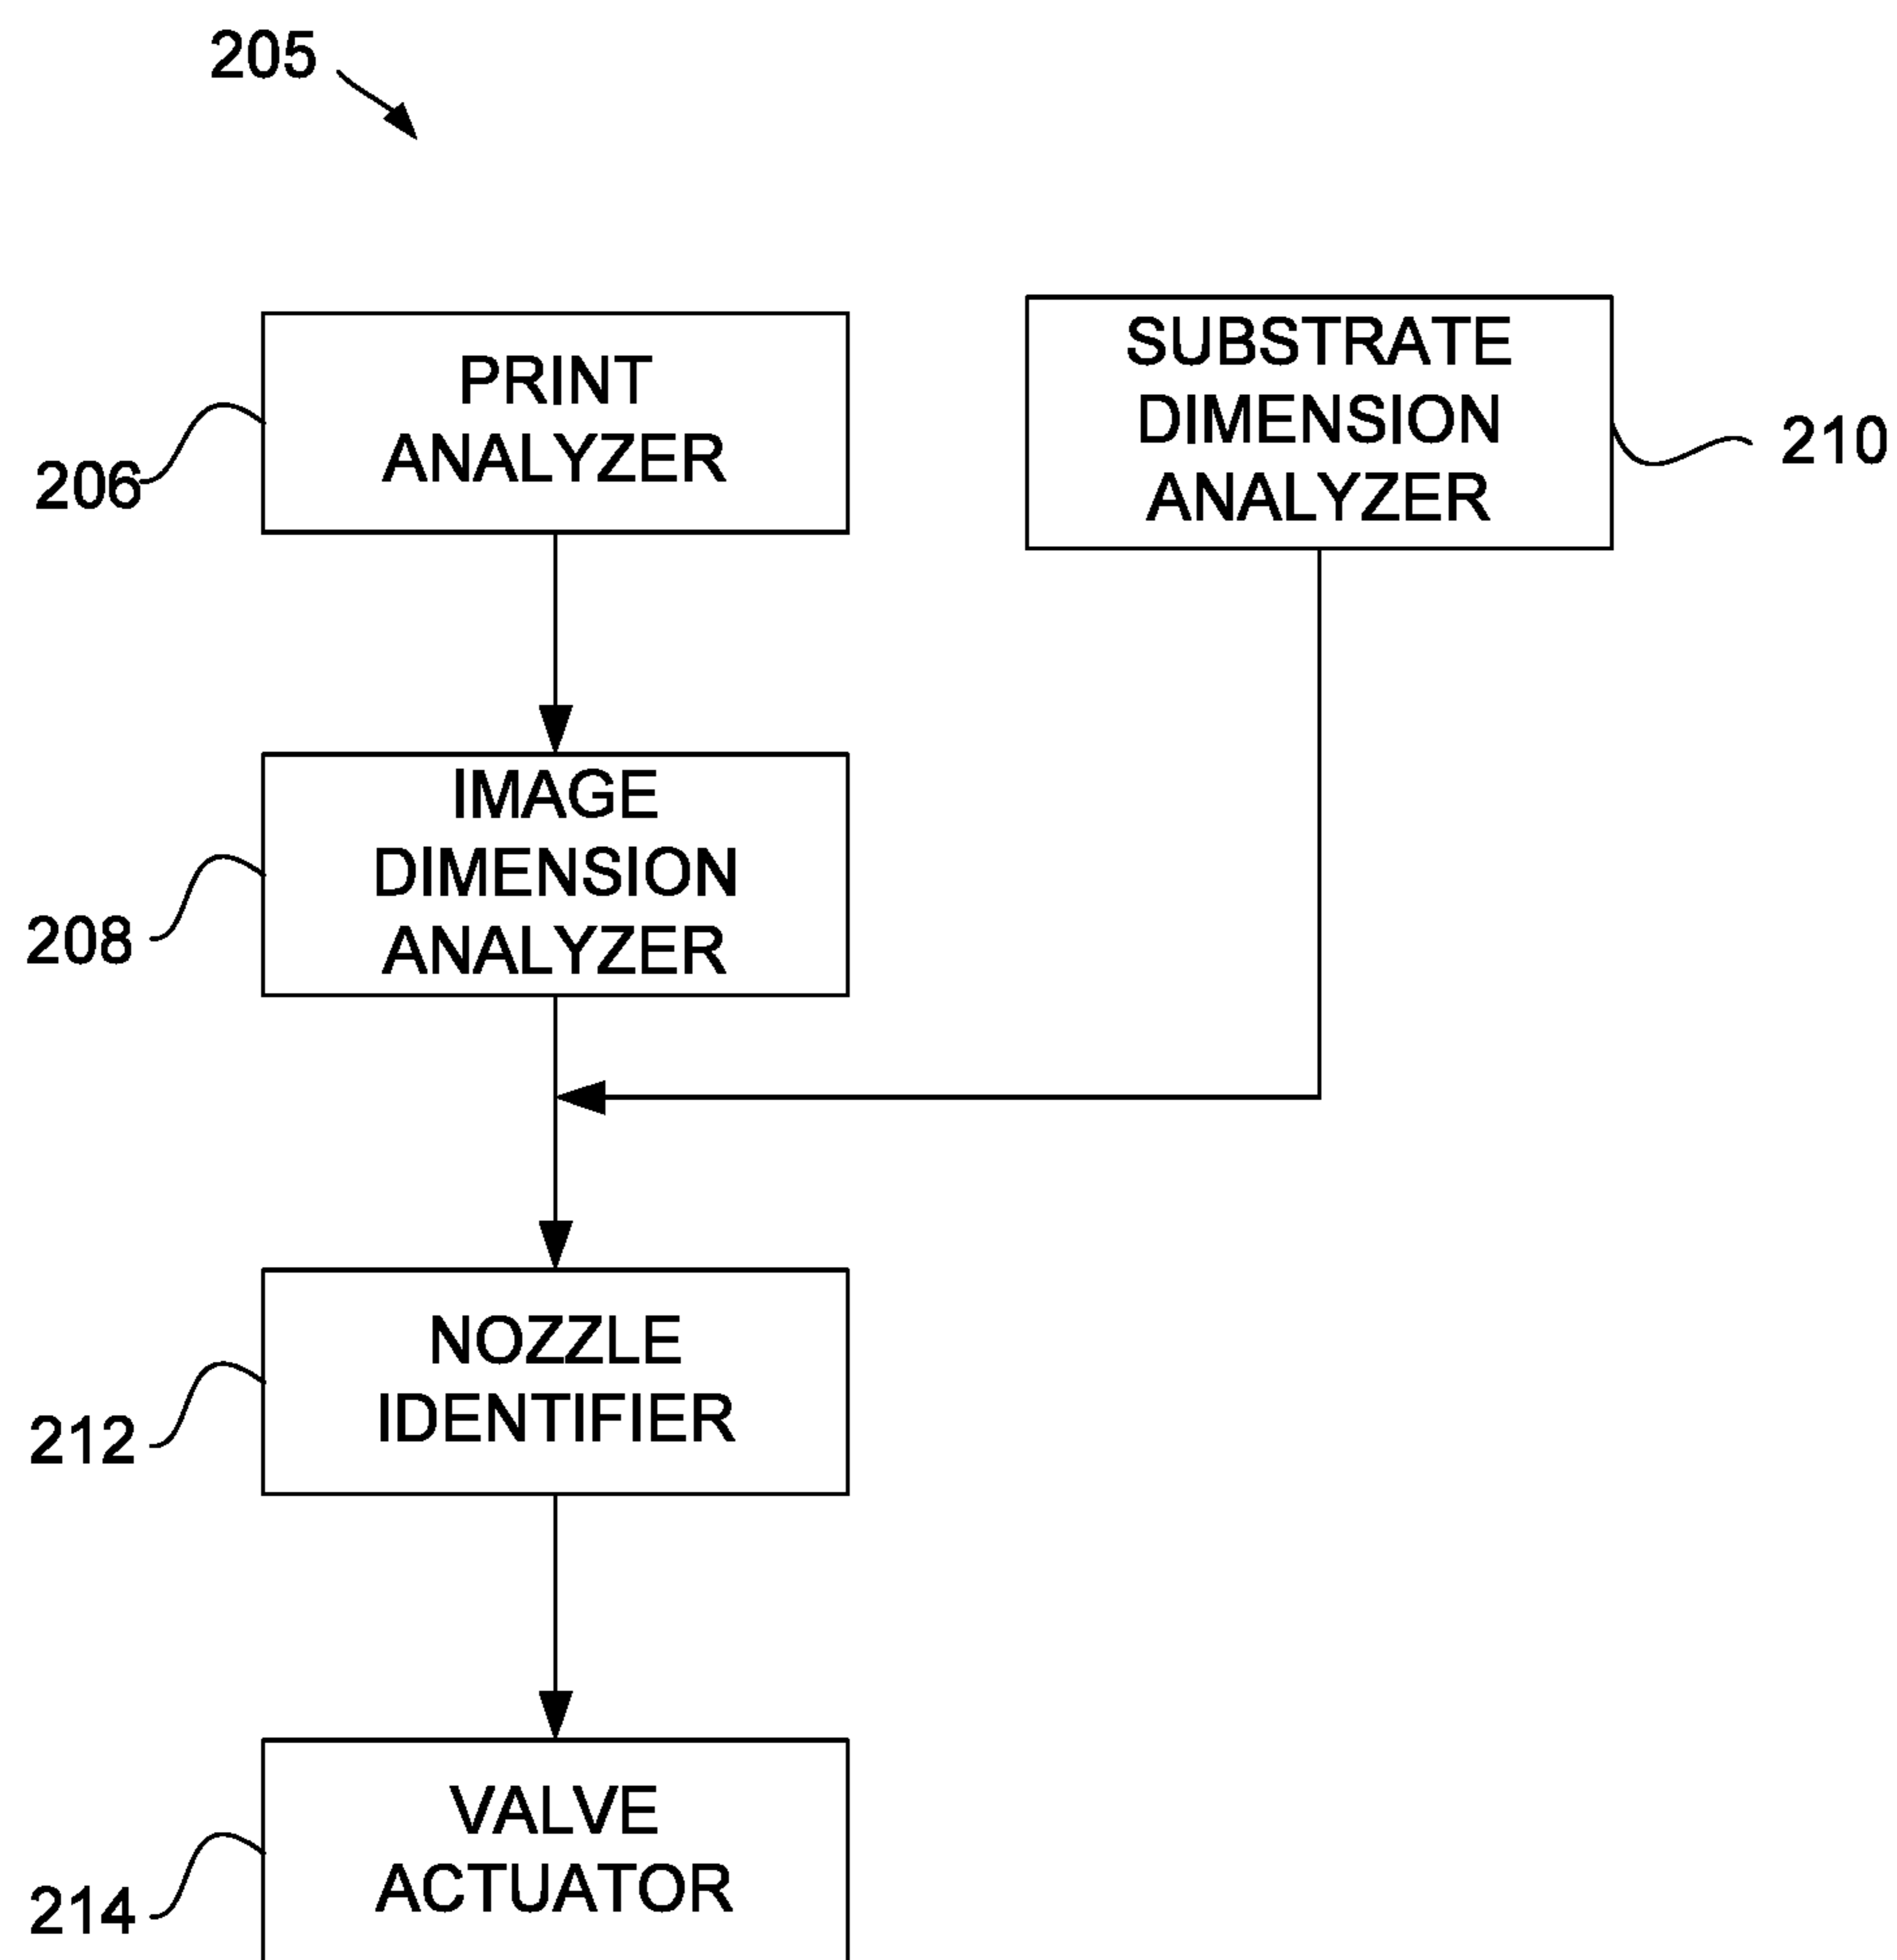 205
PRINT
ANALYZER
206
SUBSTRATE
DIMENSION
ANALYZER
210
IMAGE
DIMENSION
ANALYZER
208
NOZZLE
IDENTIFIER
212
VALVE
ACTUATOR
214